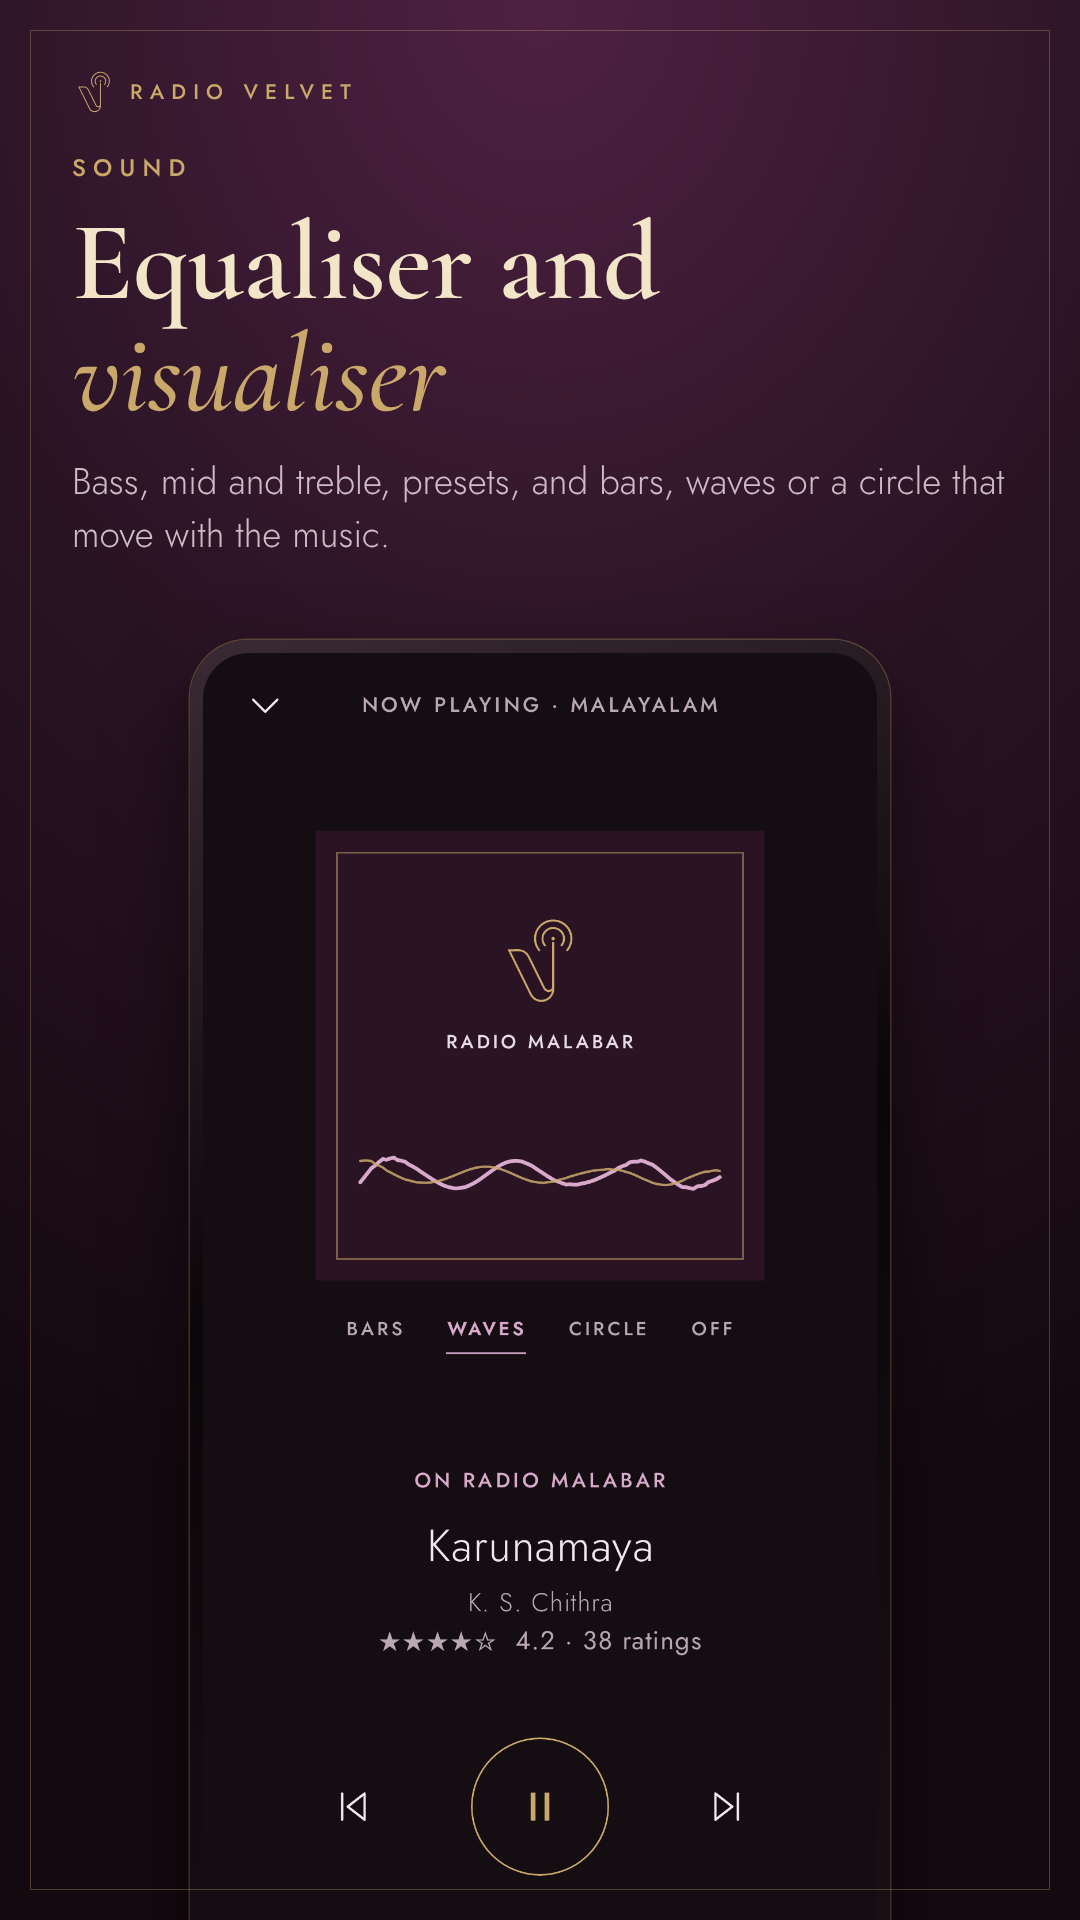 RADIO VELVET
SOUND
Equaliser and
visualiser
Bass, mid and treble, presets, and bars, waves or a circle that
move with the music.
NOW PLAYING · MALAYALAM
RADIO MALABAR
BARS WAVES CIRCLE OFF
ON RADIO MALABAR
Karunamaya
K. S. Chithra
★★★★☆ 4.2 · 38 ratings